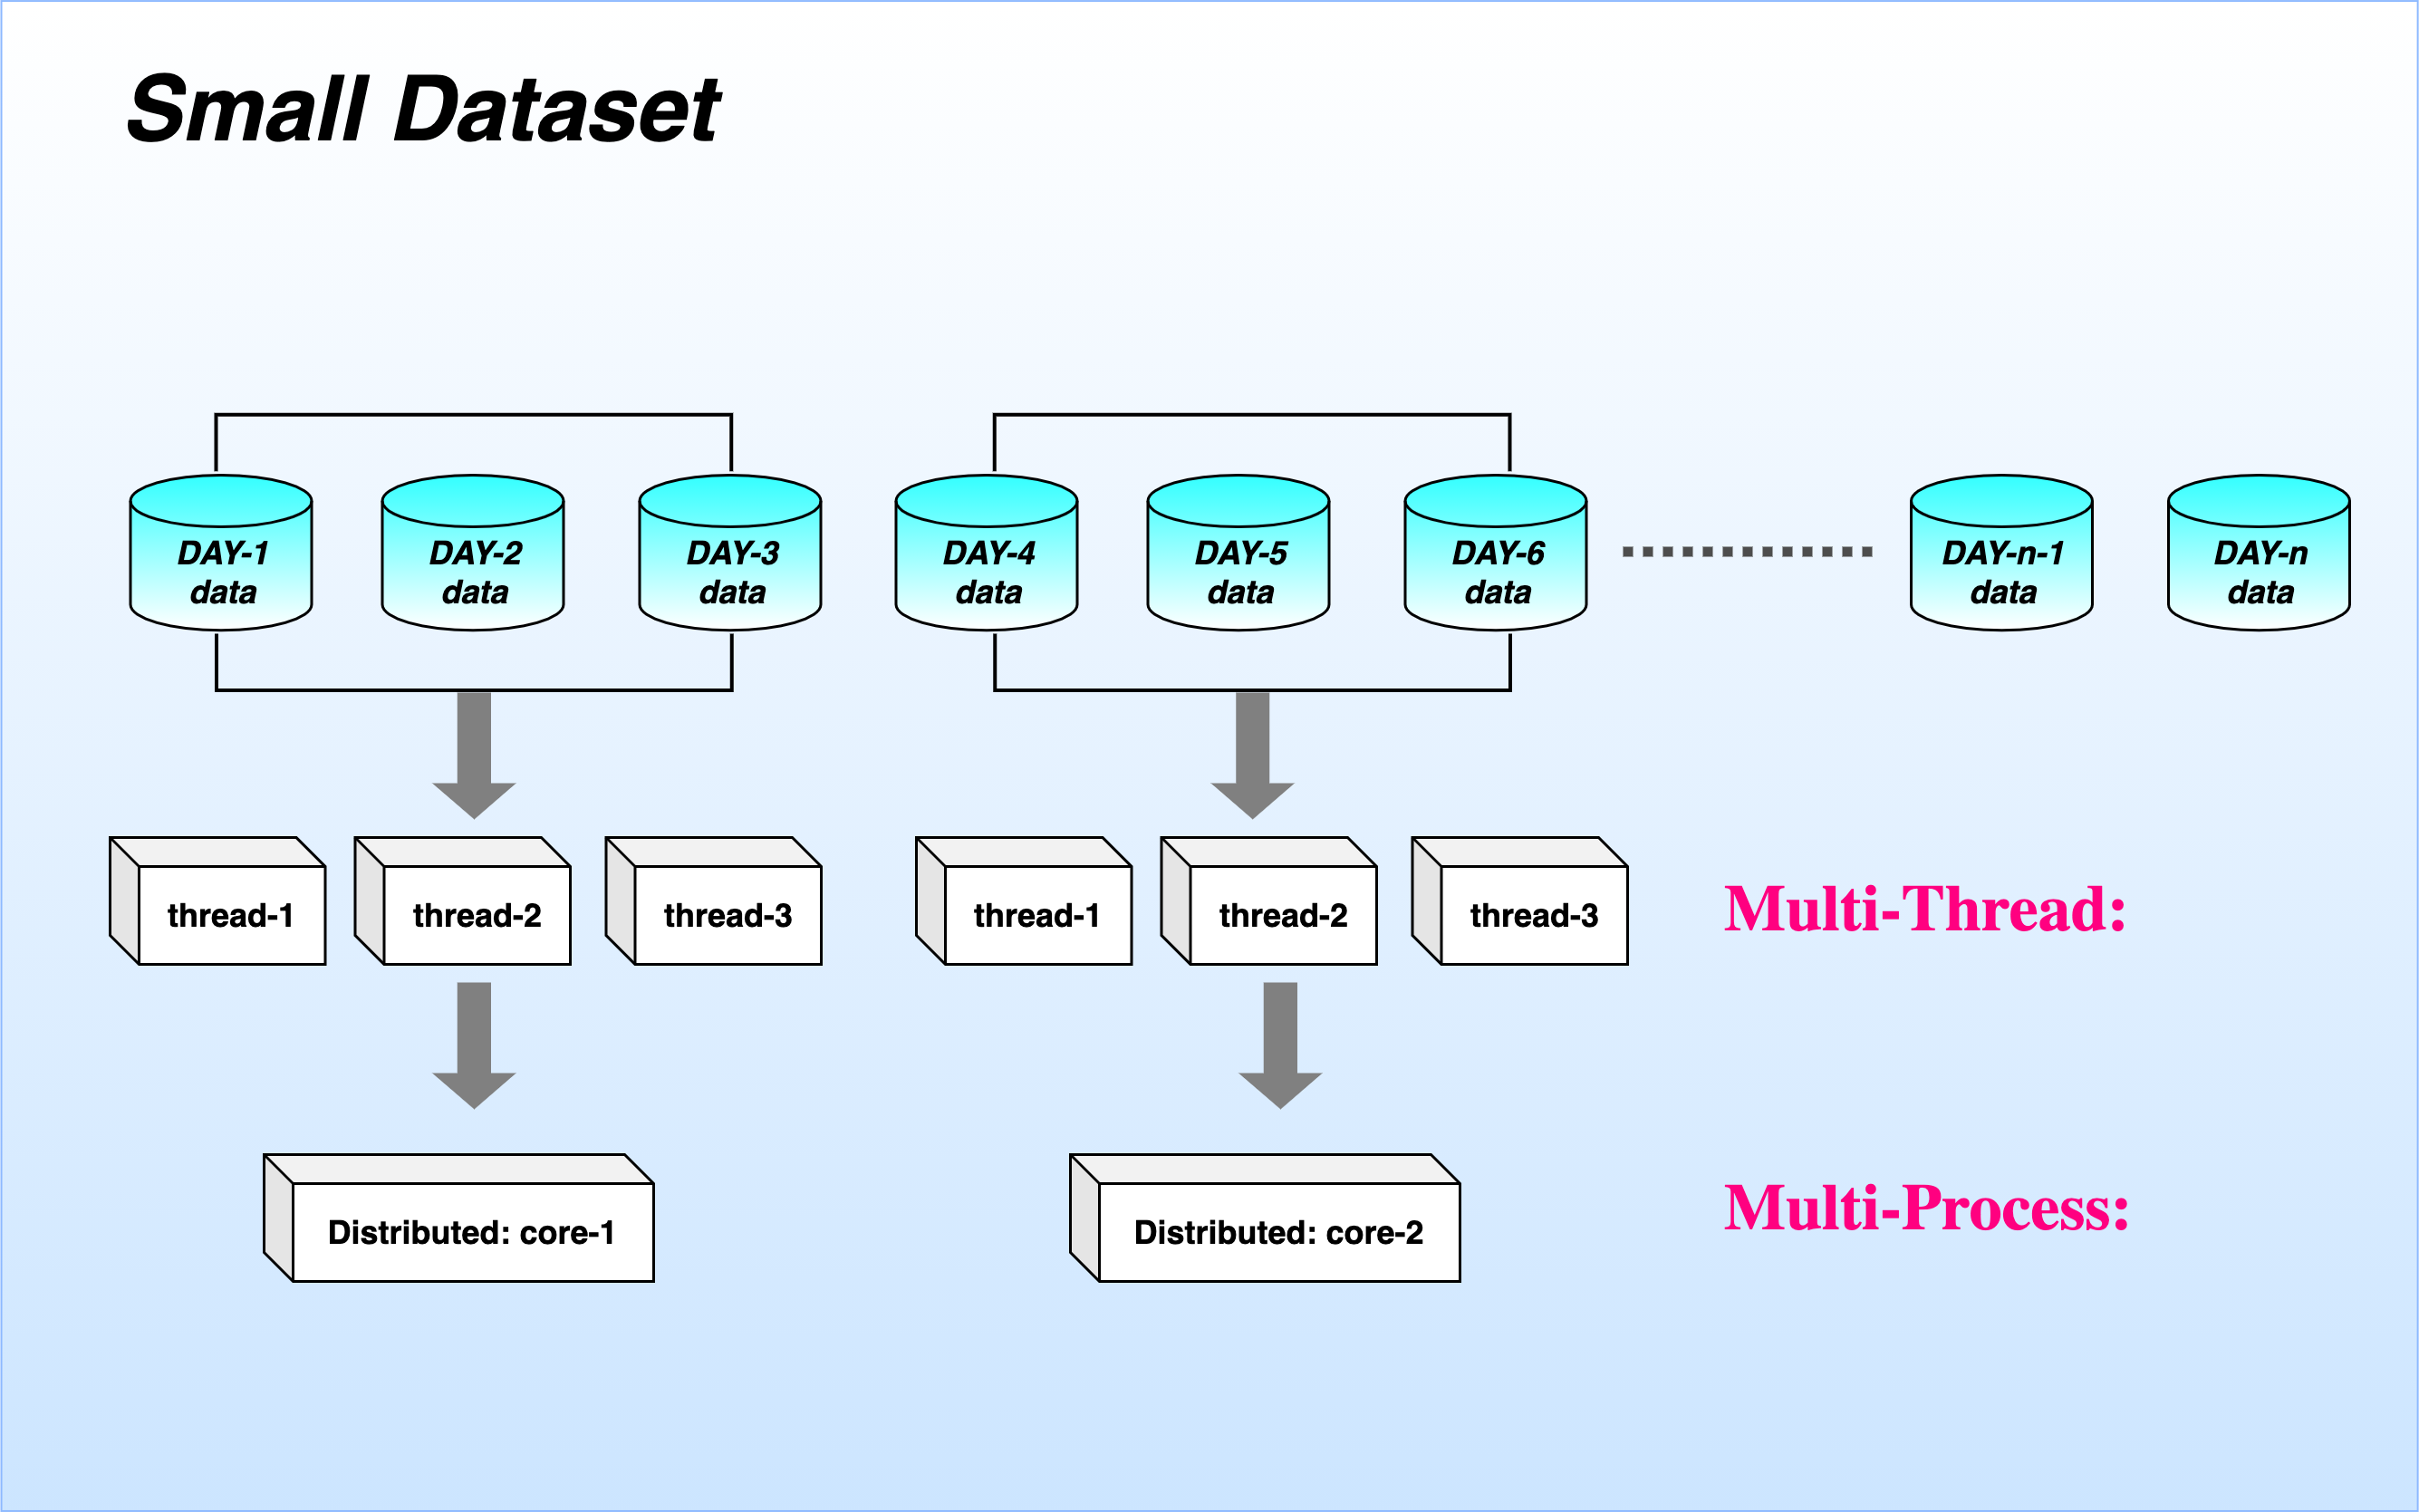 Small Dataset
DAY-1
data
DAY-2
data
DAY-3
data
DAY-4
data
DAY-5
data
DAY-6
data
DAY-n-1
data
DAY-n
data
thread-1
thread-2
thread-3
thread-1
thread-2
thread-3
Multi-Thread:
Distributed: core-1
Distributed: core-2
Multi-Process: